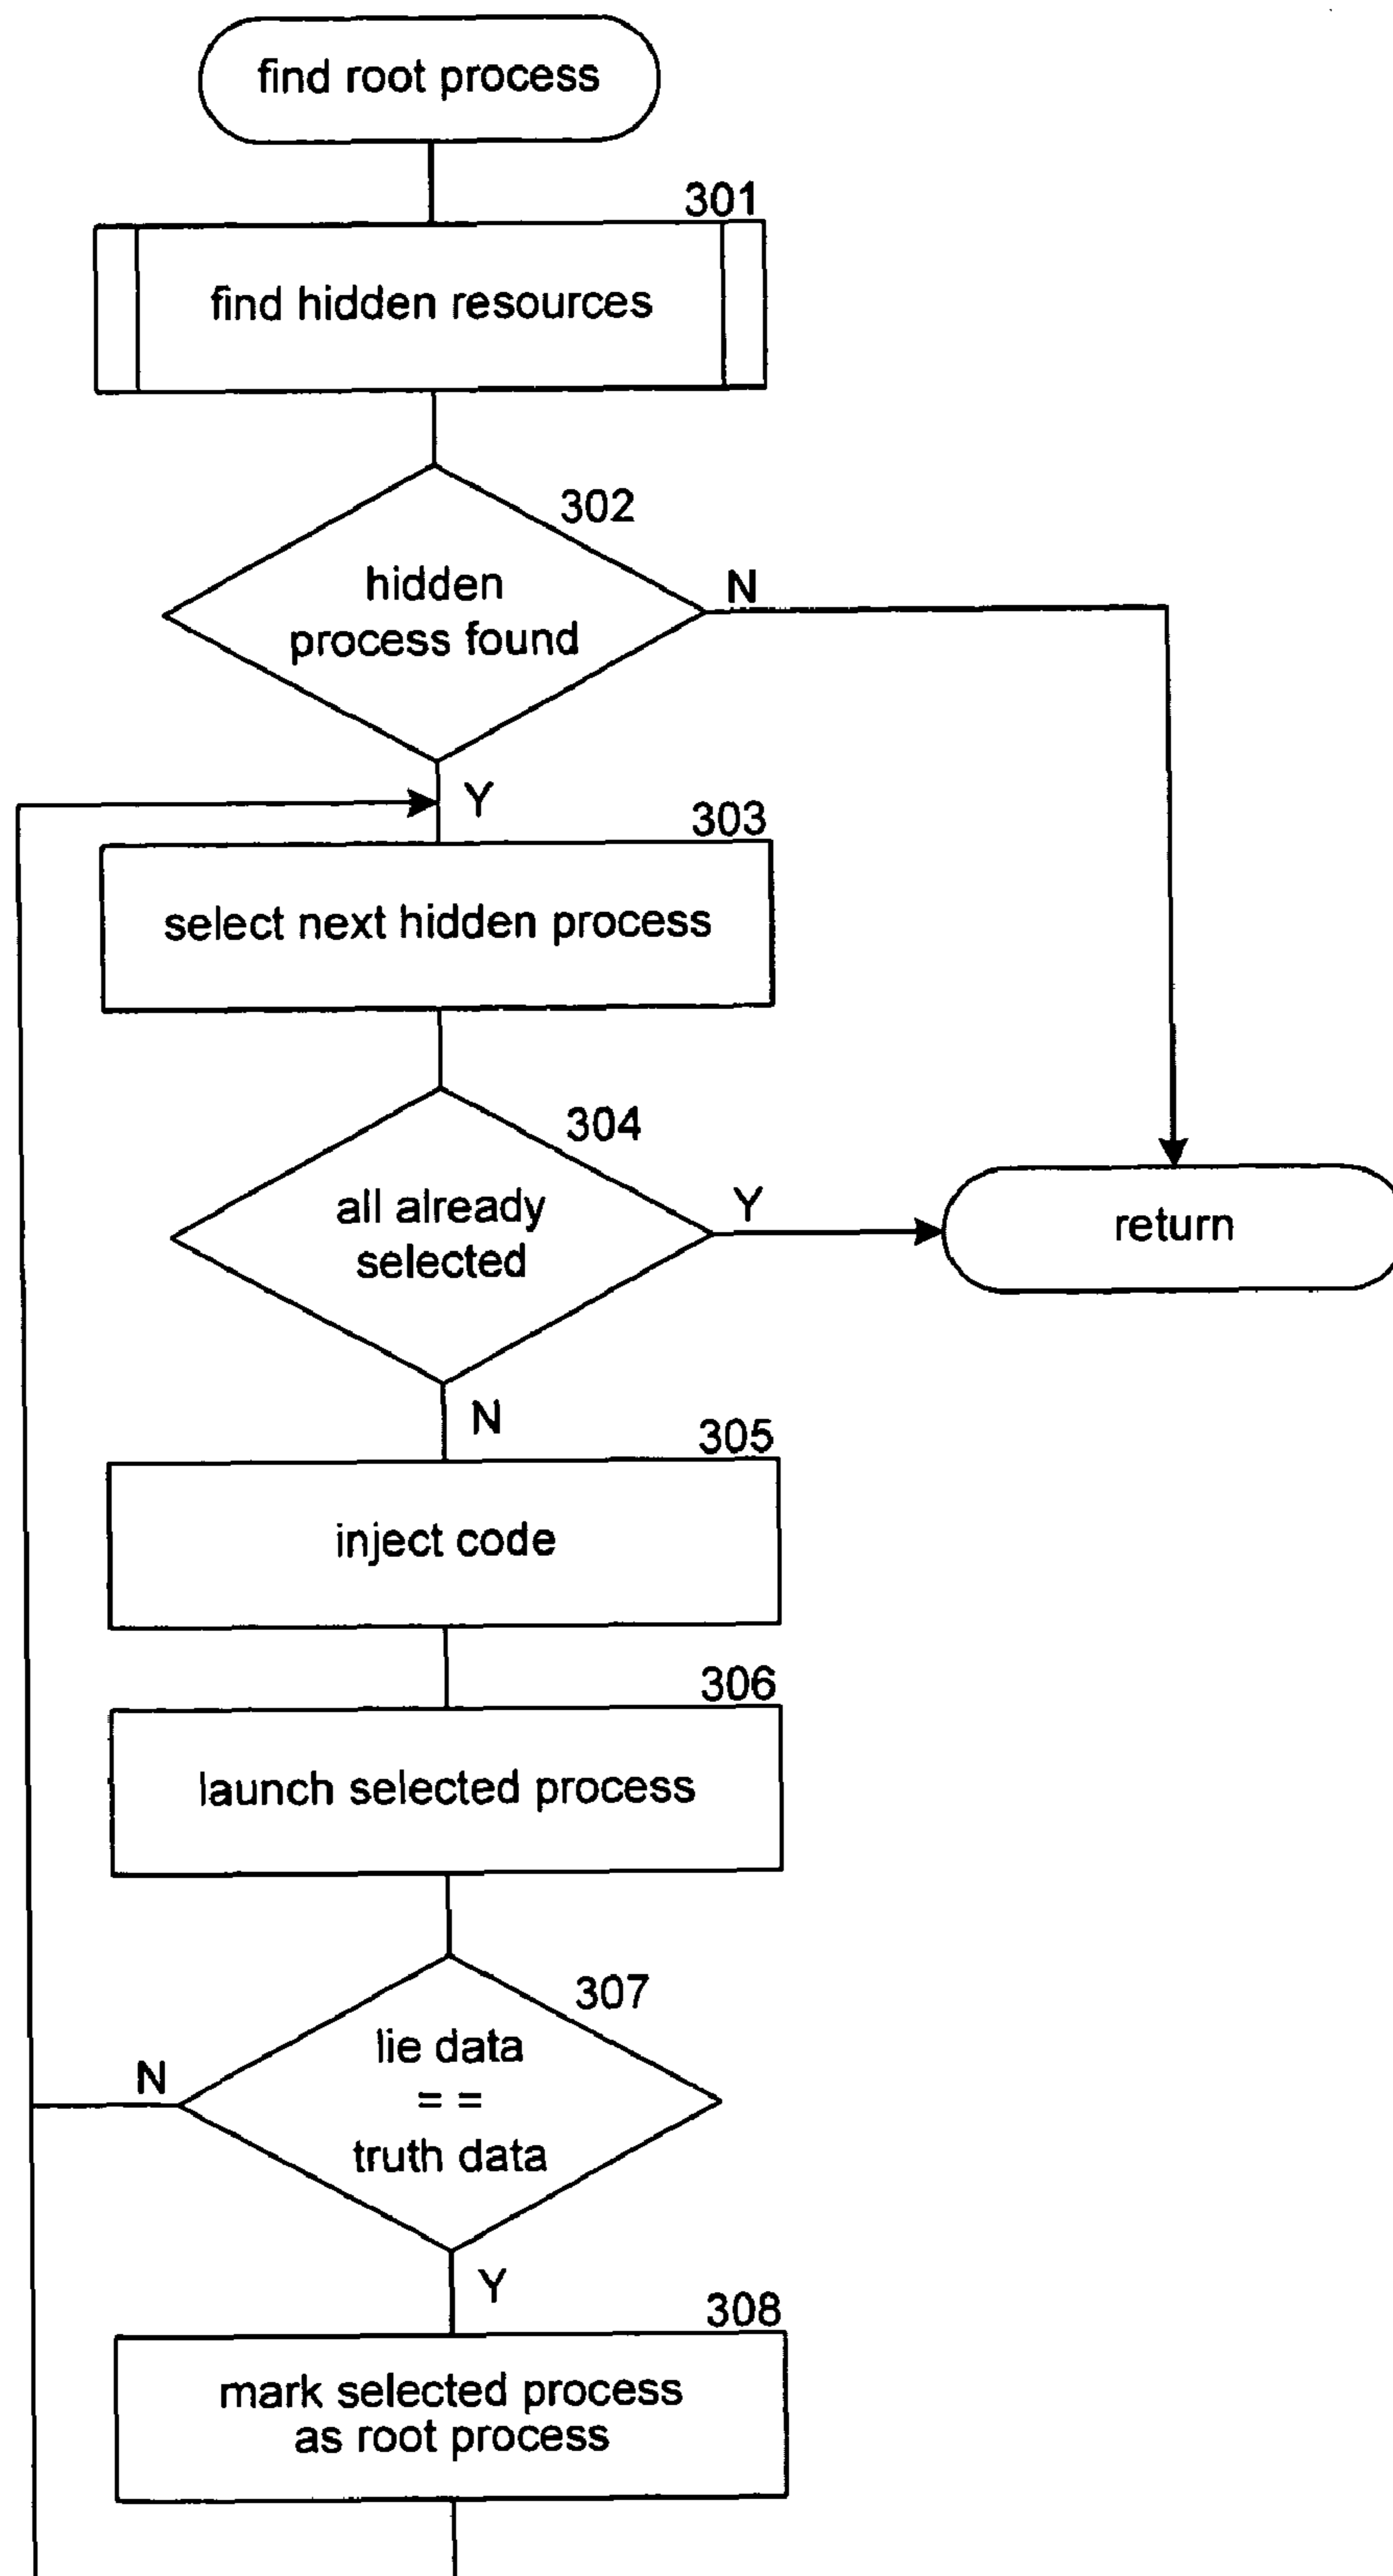 find root process
301
find hidden resources
302
hidden
process found
N
Y
303
select next hidden process
304
all already
selected
Y
return
N
305
inject code
306
launch selected process
307
lie data
= =
truth data
N
Y
308
mark selected process
as root process